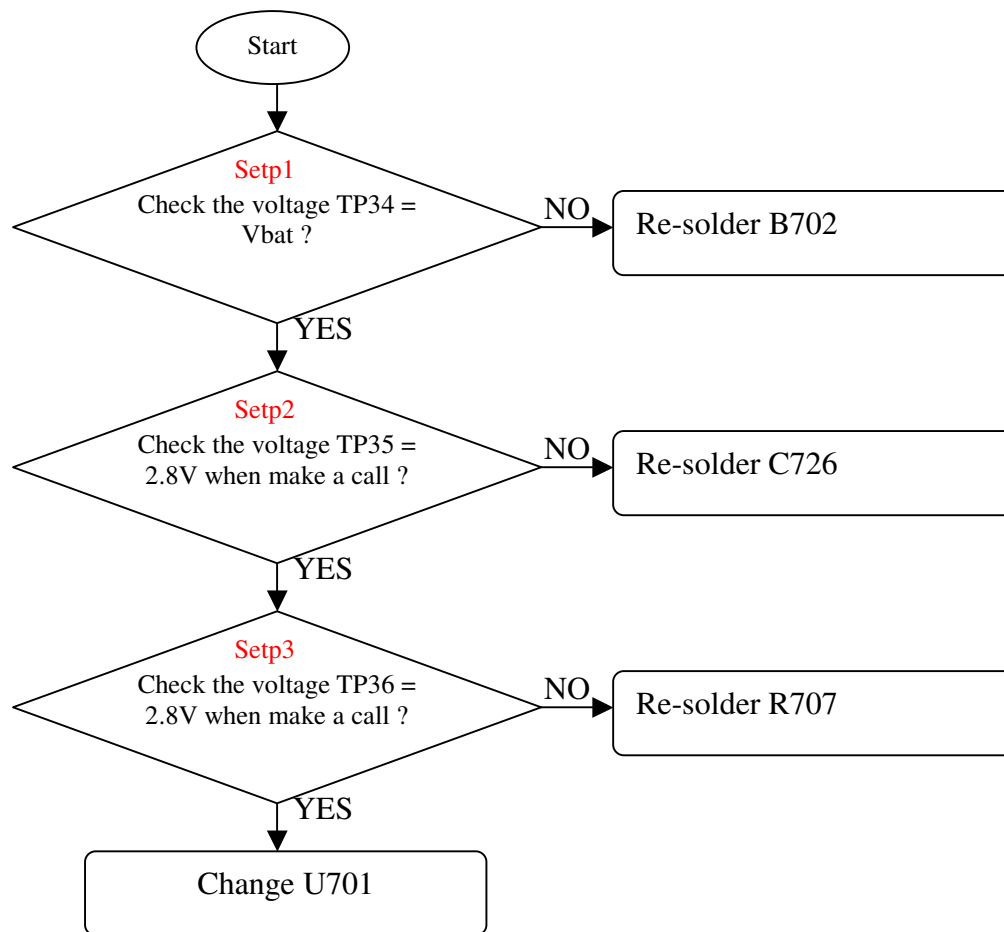 Start
Setp1
Check the voltage TP34 =
Vbat ?
NO
Re-solder B702
YES
Setp2
Check the voltage TP35 =
2.8V when make a call ?
NO
Re-solder C726
YES
Setp3
Check the voltage TP36 =
2.8V when make a call ?
NO
Re-solder R707
YES
Change U701